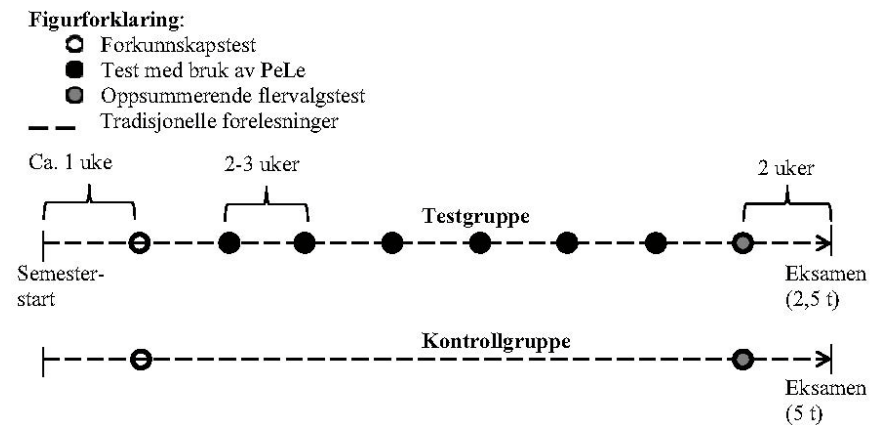 Figurforklaring:
Forkunnskapstest
Test med bruk av PeLe
Oppsummerende flervalgstest
Tradisjonelle forelesninger
Ca. 1 uke
2-3 uker
2 uker
Testgruppe
Semester-
start
Eksamen
(2,5 t)
Kontrollgruppe
Eksamen
(5 t)